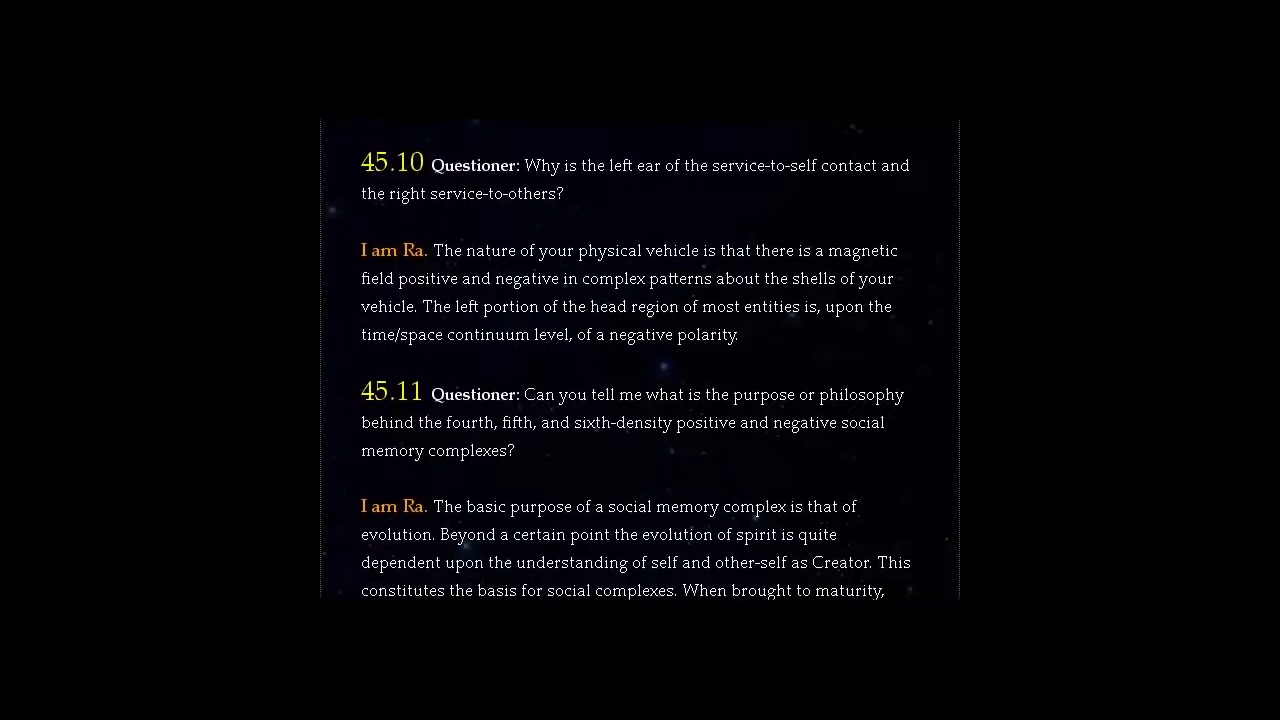 45.10 Questioner: Why is the left ear of the service-to-self contact and
the right service-to-others?
I am Ra. The nature of your physical vehicle is that there is a magnetic
field positive and negative in complex patterns about the shells of your
vehicle. The left portion of the head region of most entities is, upon the
time/space continuum level, of a negative polarity.
45.11 Questioner: Can you tell me what is the purpose or philosophy
behind the fourth, fifth, and sixth-density positive and negative social
memory complexes?
I am Ra. The basic purpose of a social memory complex is that of
evolution. Beyond a certain point the evolution of spirit is quite
dependent upon the understanding of self and other-self as Creator. This
constitutes the basis for social complexes. When brought to maturity,